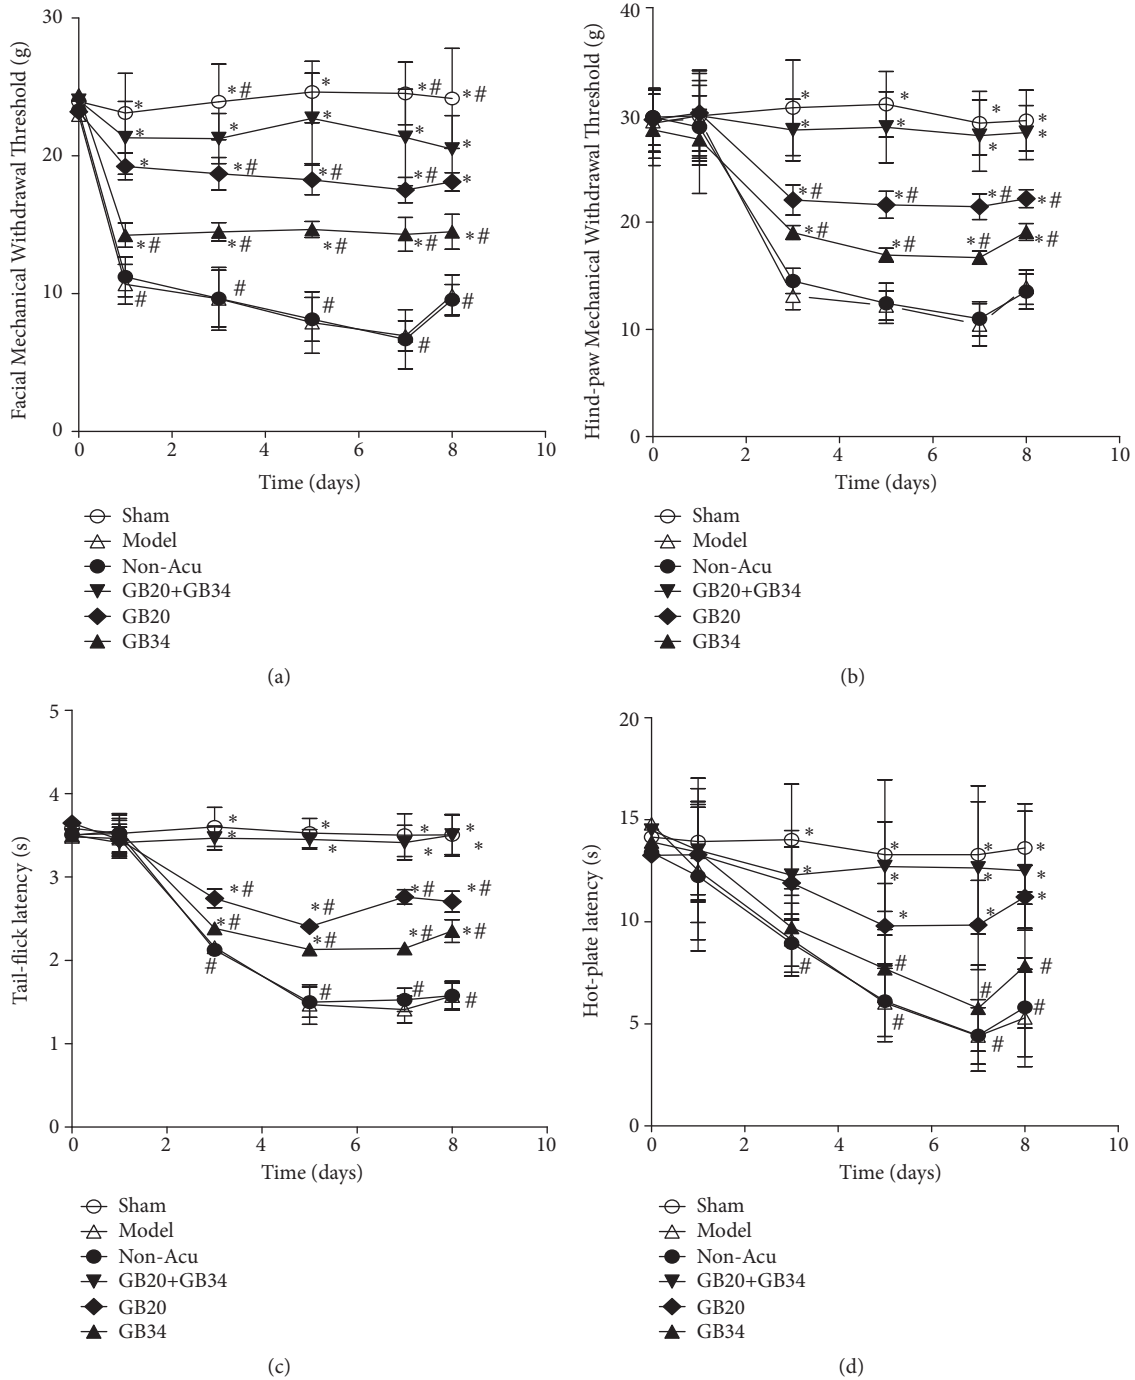 Facial Mechanical Withdrawal Threshold (g)
30
20
10
0
* * # * * # * #
* * * * *
* * # * # * # *
* # * # * # * # * #
# # # # #
0 2 4 6 8 10
Time (days)
Sham
Model
Non-Acu
GB20+GB34
GB20
GB34
(a)
Hind-paw Mechanical Withdrawal Threshold (g)
40
30
20
10
0
* * * *
* * * *
* # * # * # * #
* # * # * # * #
0 2 4 6 8 10
Time (days)
Sham
Model
Non-Acu
GB20+GB34
GB20
GB34
(b)
Tail-flick latency (s)
5
4
3
2
1
0
* * *
* * * *
* # * # * # * #
* # * # * # * #
# # # #
0 2 4 6 8 10
Time (days)
Sham
Model
Non-Acu
GB20+GB34
GB20
GB34
(c)
Hot-plate latency (s)
20
15
10
5
0
* * * *
* * * *
* * *
# # #
# # # #
0 2 4 6 8 10
Time (days)
Sham
Model
Non-Acu
GB20+GB34
GB20
GB34
(d)